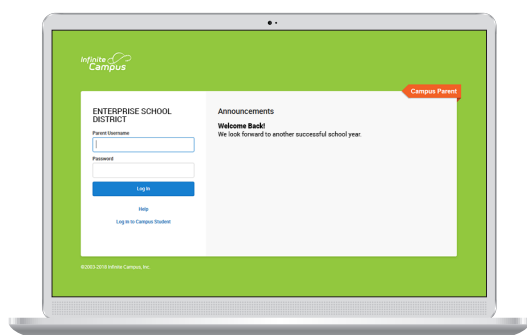 Infinite
Campus
Campus Parent
ENTERPRISE SCHOOL
DISTRICT
Parent Username
Password
Log In
Help
Log in to Campus Student
Announcements
Welcome Back!
We look forward to another successful school year.
©2003-2018 Infinite Campus, Inc.